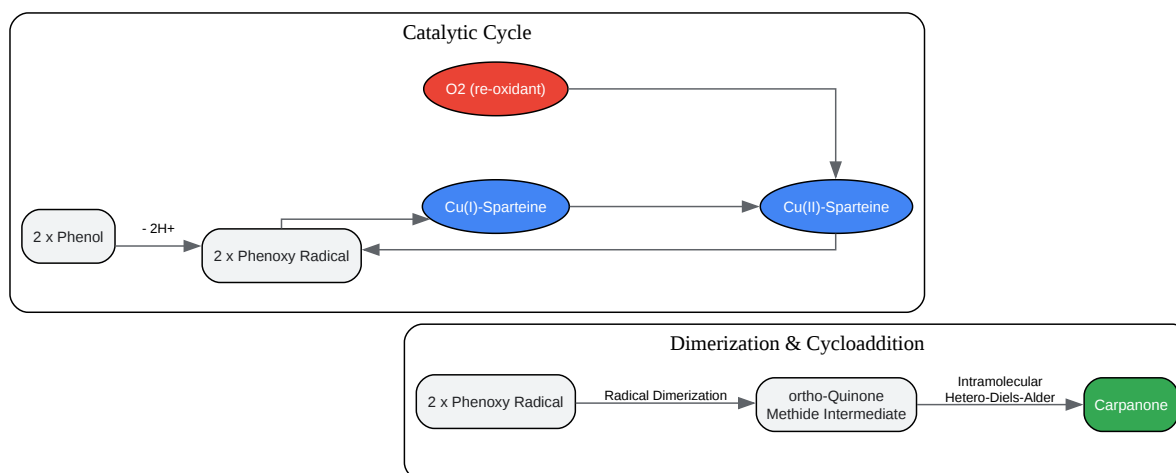 Catalytic Cycle
O2 (re-oxidant)
Cu(I)-Sparteine
Cu(II)-Sparteine
2 x Phenol
- 2H+
2 x Phenoxy Radical
Dimerization & Cycloaddition
2 x Phenoxy Radical
Radical Dimerization
ortho-Quinone
Methide Intermediate
Intramolecular
Hetero-Diels-Alder
Carpanone